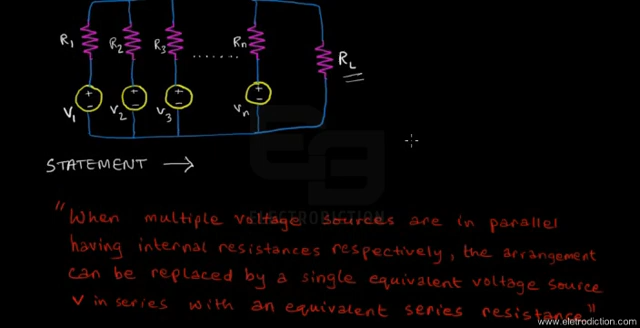 R1 R2 R3 ....... Rn RL
+ + + +
- - - -
V1 V2 V3 Vn
STATEMENT →
ELECTRODICTION
"When multiple voltage sources are in parallel
having internal resistances respectively, the arrangement
can be replaced by a single equivalent voltage source
V in series with an equivalent series resistance"
www.eletrodiction.com